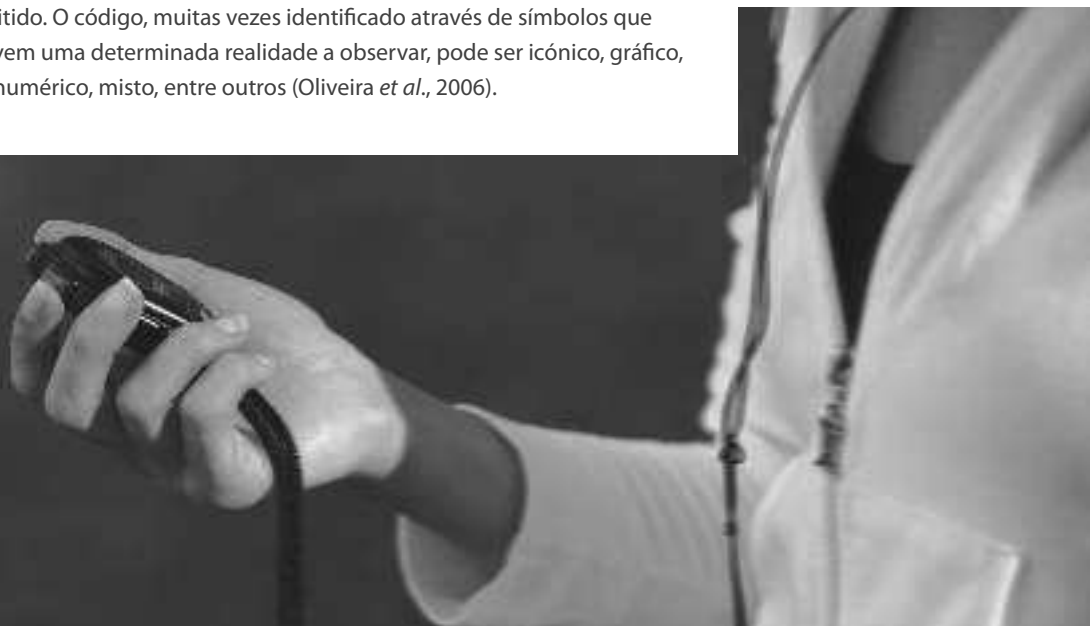 itido. O código, muitas vezes identificado através de símbolos que
vem uma determinada realidade a observar, pode ser icónico, gráfico,
numérico, misto, entre outros (Oliveira et al., 2006).